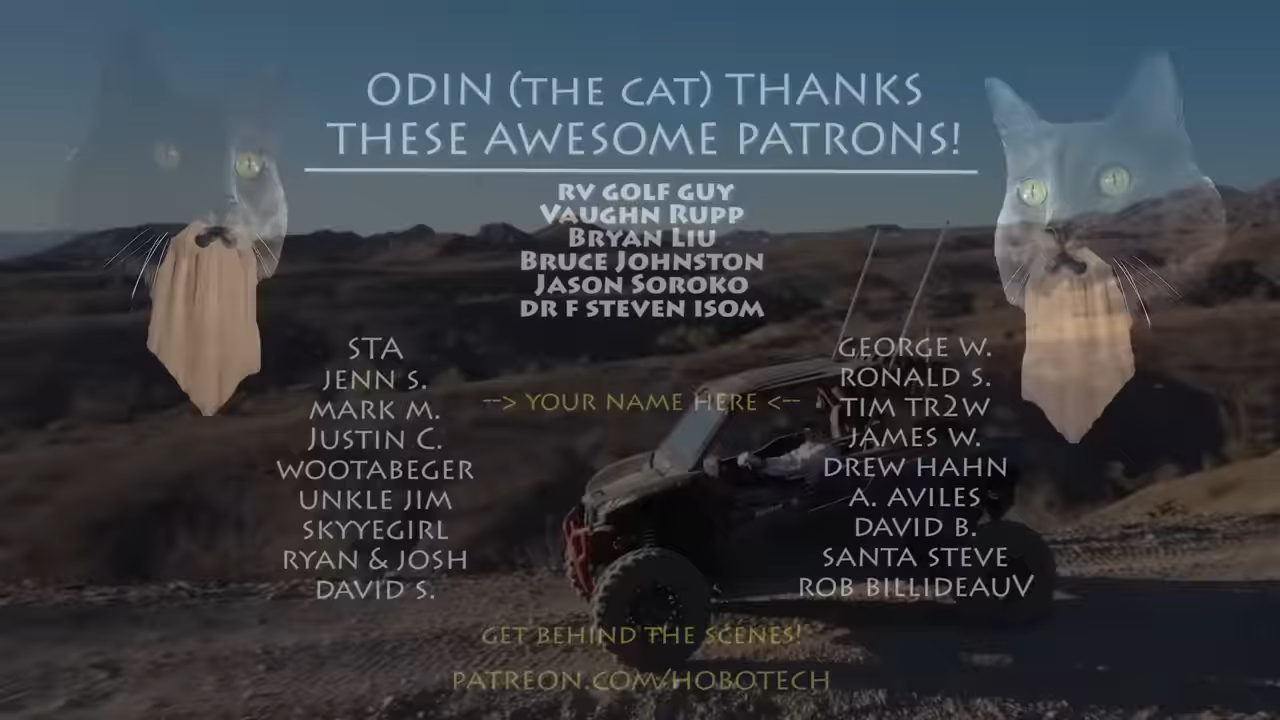 ODIN (THE CAT) THANKS
THESE AWESOME PATRONS!
RV GOLF GUY
VAUGHN RUPP
BRYAN LIU
BRUCE JOHNSTON
JASON SOROKO
DR F STEVEN ISOM
STA
JENN S.
MARK M.
JUSTIN C.
WOOTABEGER
UNKLE JIM
SKYYEGIRL
RYAN & JOSH
DAVID S.
--> YOUR NAME HERE <--
GEORGE W.
RONALD S.
TIM TR2W
JAMES W.
DREW HAHN
A. AVILES
DAVID B.
SANTA STEVE
ROB BILLIDEAUV
GET BEHIND THE SCENES!
PATREON.COM/HOBOTECH